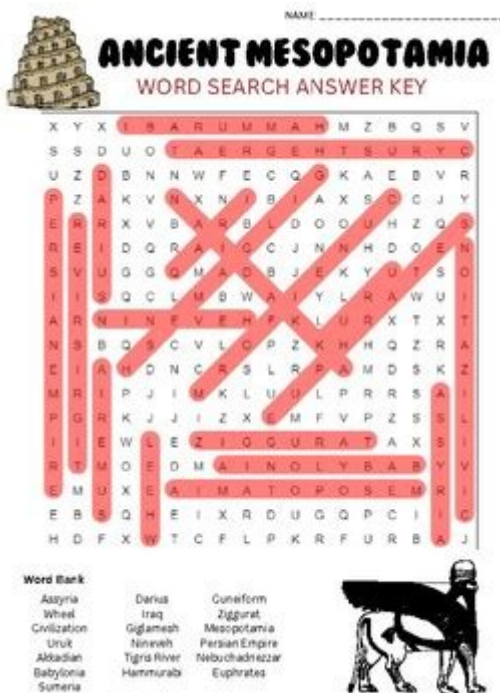 NAME:
ANCIENT MESOPOTAMIA
WORD SEARCH ANSWER KEY
X Y X I B A R U M M A H M Z B Q S V
S S D U O T A E R G E H T S U R Y C
U Z D B N N W F E C Q G K A E B V R
P Z A K V N X N I B I A X S C C J Y
E R R X V B A R B L D O O U H Z Q S
R E I D Q R A I G C J N N H D O E N
S V U G G Q M A D B J E K Y U T S O
I I S Q C L M B W A I Y L R A W U I
A R N I N E V E H F K L U R X T X T
N S B Q S C V L O P Z K H H Q Z R A
E I A H D N C R S L R P A M D S K Z
M R I P J I M K L U U L P R R S A I
P G R K J J I Z X E M F V P Z S S L
I I E W L E Z I G G U R A T A X S I
R T M O E D M A I N O L Y B A B Y V
E M U X E A I M A T O P O S E M R I
E B S Q H E I X R D U G Q P C I I C
H D F X W T C F L P K R F U R B A J
Word Bank
Assyria
Wheel
Civilization
Uruk
Akkadian
Babylonia
Sumeria
Darius
Iraq
Giglamesh
Nineveh
Tigris River
Hammurabi
Cuneiform
Ziggurat
Mesopotamia
Persian Empire
Nebuchadnezzar
Euphrates